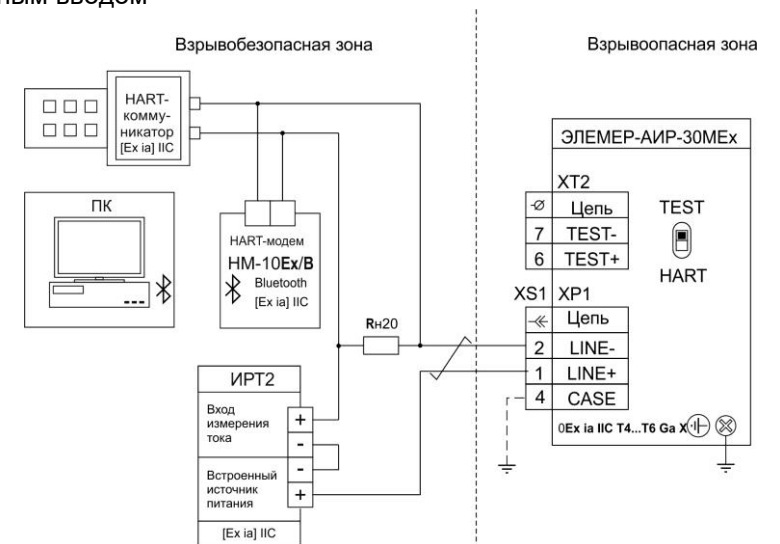 ным вводом
Взрывобезопасная зона
Взрывоопасная зона
HART-
комму-
никатор
[Ex ia] IIC
ПК
HART-модем
НМ-10Ex/B
Bluetooth
[Ex ia] IIC
Rн20
ИРТ2
Вход
измерения
тока
+
-
-
+
Встроенный
источник
питания
[Ex ia] IIC
ЭЛЕМЕР-АИР-30МЕх
XT2
Цепь
7 TEST-
6 TEST+
TEST
HART
XS1 XP1
Цепь
2 LINE-
1 LINE+
4 CASE
0Ex ia IIC T4...T6 Ga X